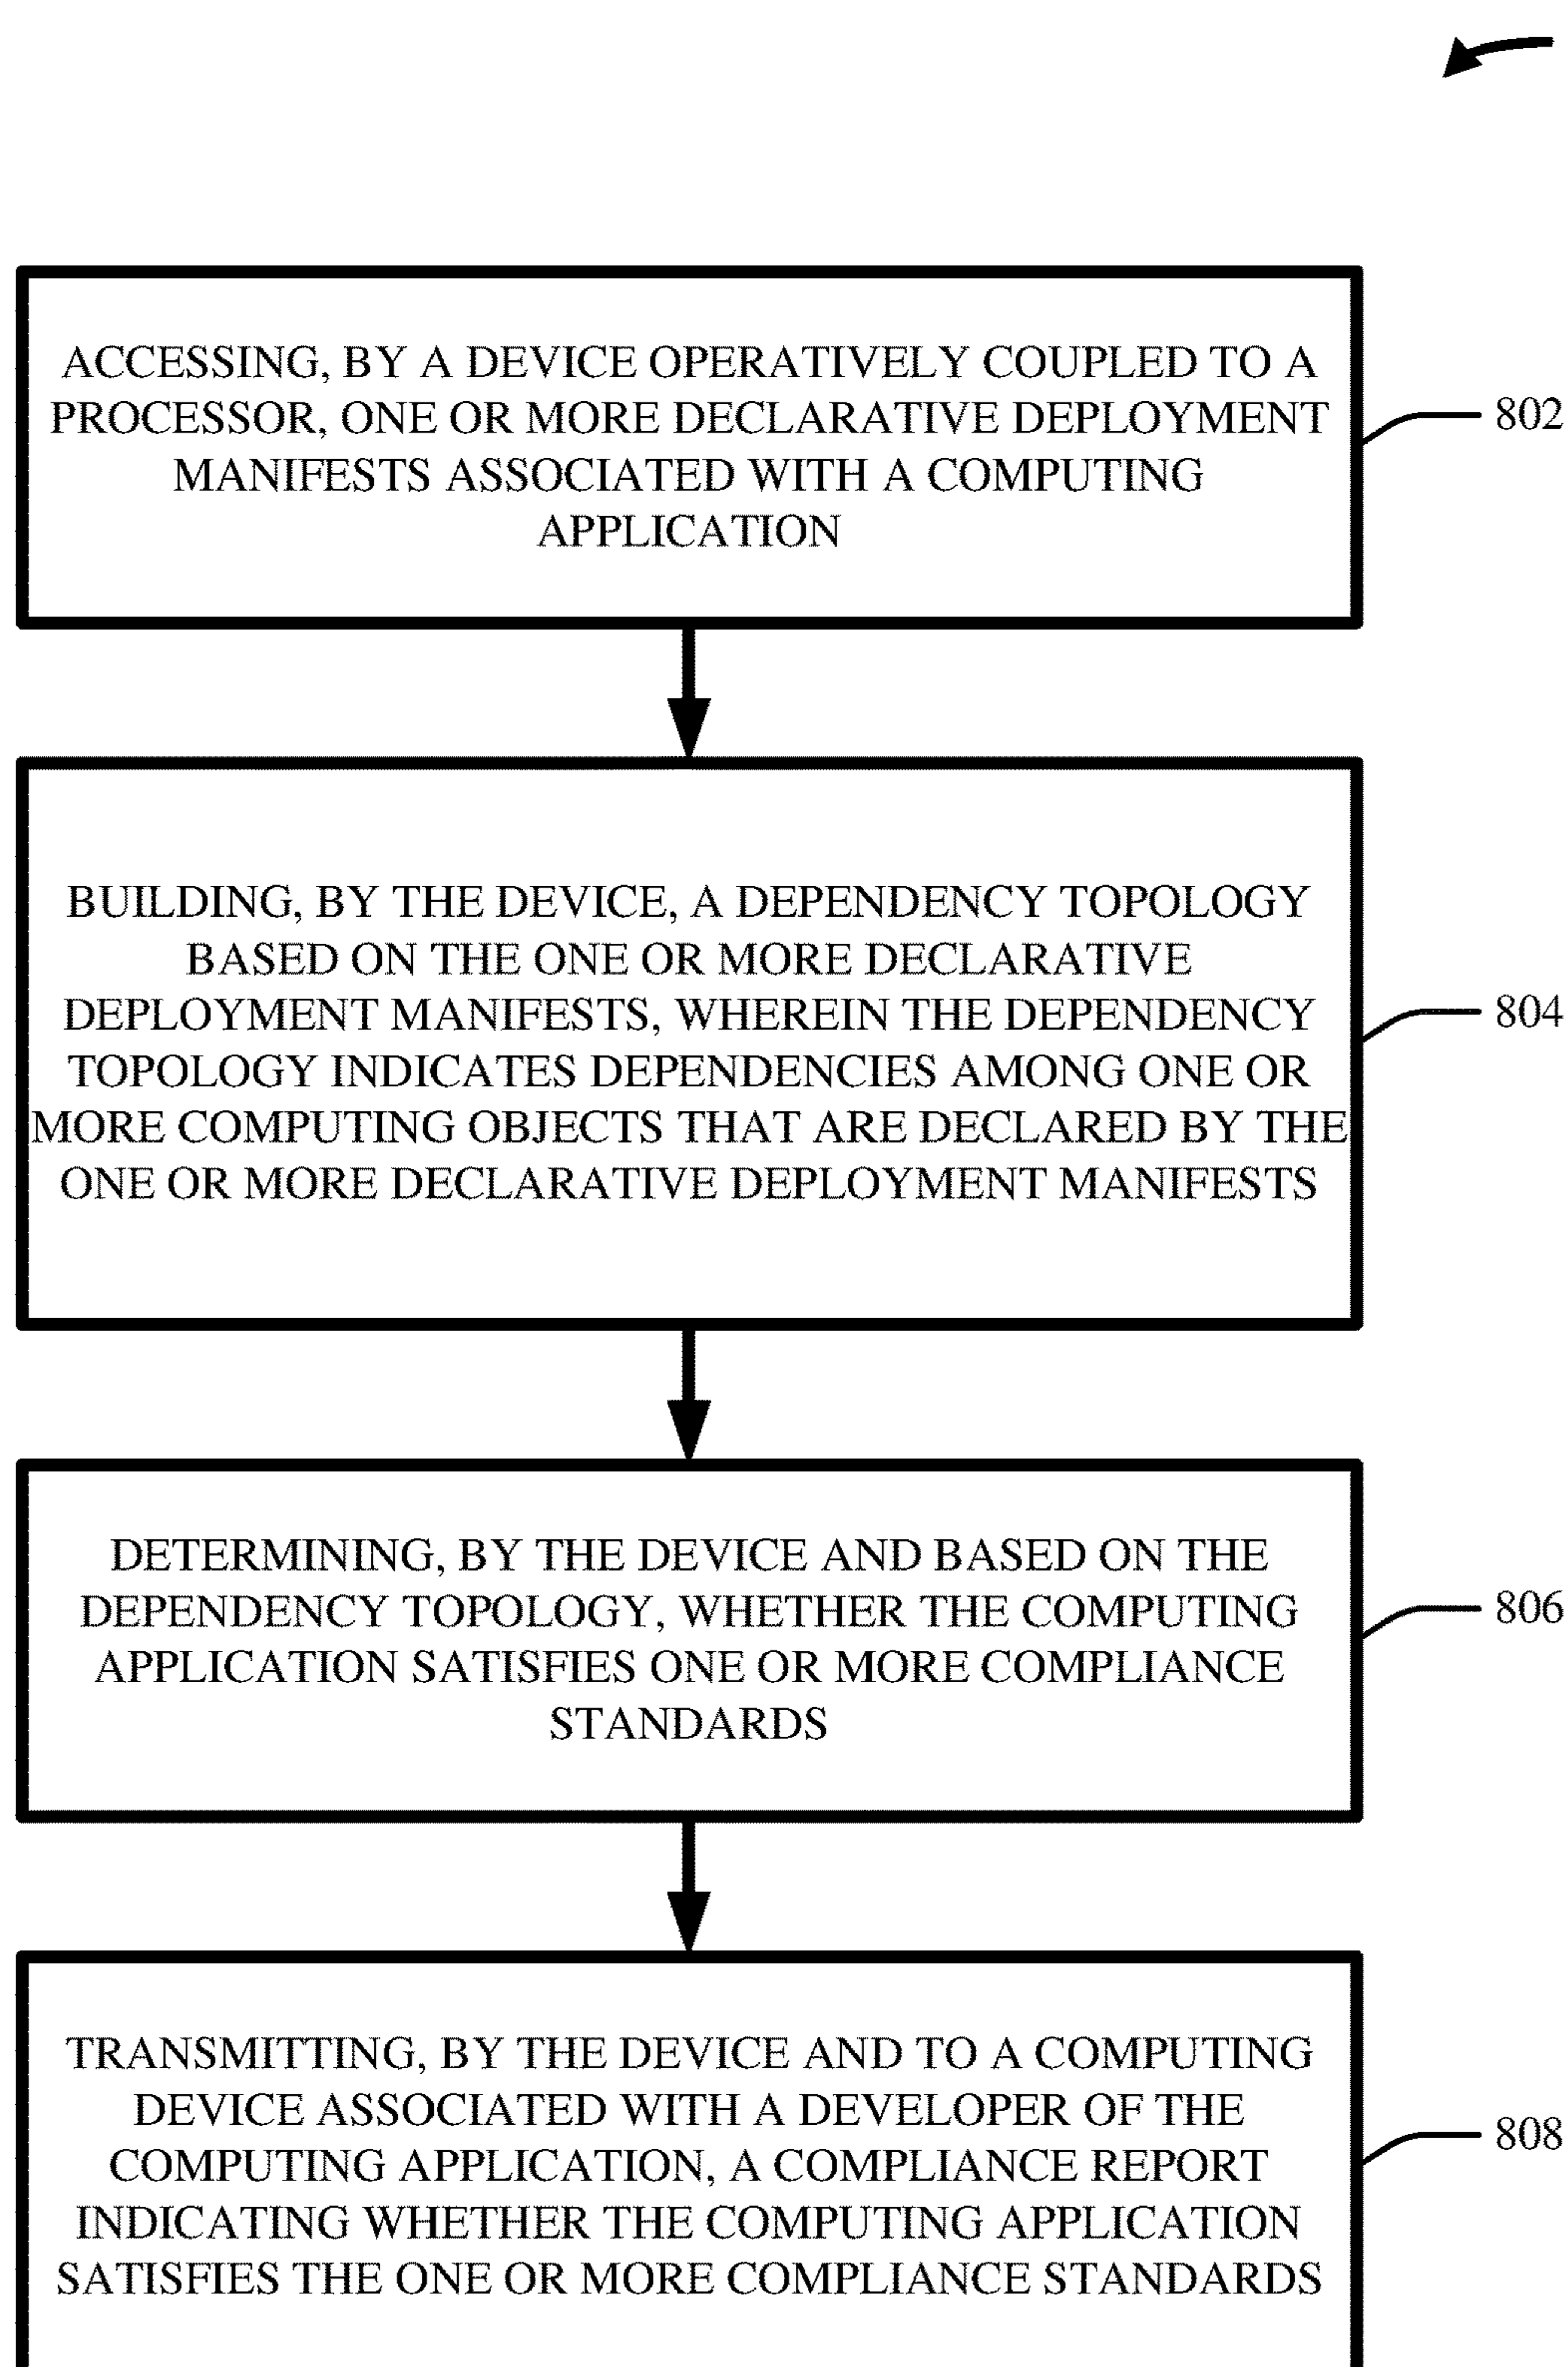 ACCESSING, BY A DEVICE OPERATIVELY COUPLED TO A
PROCESSOR, ONE OR MORE DECLARATIVE DEPLOYMENT
MANIFESTS ASSOCIATED WITH A COMPUTING
APPLICATION
802
BUILDING, BY THE DEVICE, A DEPENDENCY TOPOLOGY
BASED ON THE ONE OR MORE DECLARATIVE
DEPLOYMENT MANIFESTS, WHEREIN THE DEPENDENCY
TOPOLOGY INDICATES DEPENDENCIES AMONG ONE OR
MORE COMPUTING OBJECTS THAT ARE DECLARED BY THE
ONE OR MORE DECLARATIVE DEPLOYMENT MANIFESTS
804
DETERMINING, BY THE DEVICE AND BASED ON THE
DEPENDENCY TOPOLOGY, WHETHER THE COMPUTING
APPLICATION SATISFIES ONE OR MORE COMPLIANCE
STANDARDS
806
TRANSMITTING, BY THE DEVICE AND TO A COMPUTING
DEVICE ASSOCIATED WITH A DEVELOPER OF THE
COMPUTING APPLICATION, A COMPLIANCE REPORT
INDICATING WHETHER THE COMPUTING APPLICATION
SATISFIES THE ONE OR MORE COMPLIANCE STANDARDS
808